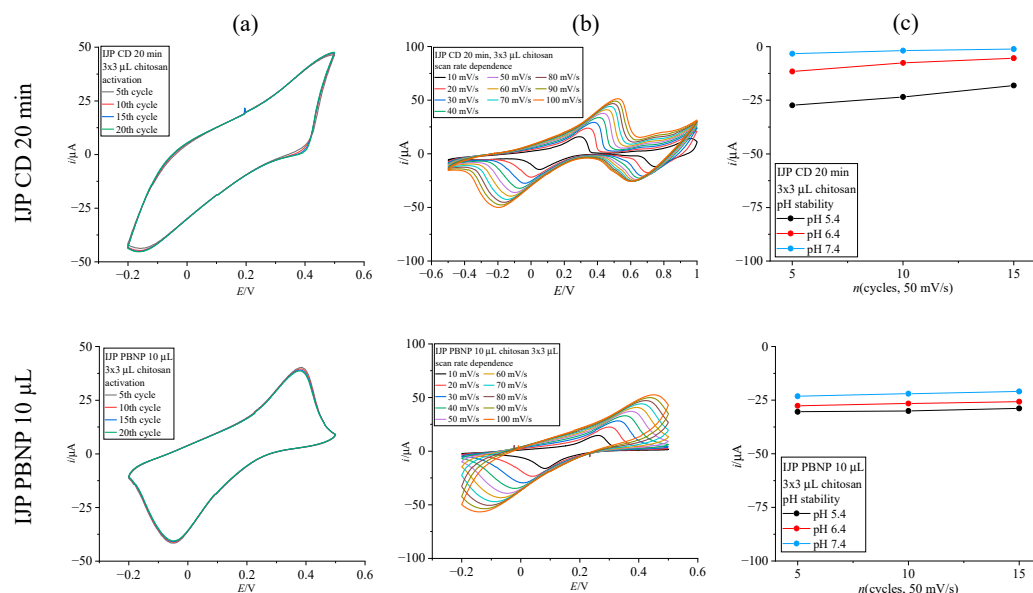 (a)
(b)
(c)
IJP CD 20 min
50
25
0
−25
−50
i/µA
IJP CD 20 min
3x3 µL chitosan
activation
5th cycle
10th cycle
15th cycle
20th cycle
−0.2
0
0.2
0.4
0.6
E/V
100
50
0
−50
−100
i/µA
IJP CD 20 min, 3x3 µL chitosan
scan rate dependence
10 mV/s 50 mV/s 80 mV/s
20 mV/s 60 mV/s 90 mV/s
30 mV/s 70 mV/s 100 mV/s
40 mV/s
−0.6
−0.4
−0.2
0
0.2
0.4
0.6
0.8
1
E/V
0
−25
−50
−75
−100
i/µA
IJP CD 20 min
3x3 µL chitosan
pH stability
pH 5.4
pH 6.4
pH 7.4
5
10
15
n(cycles, 50 mV/s)
IJP PBNP 10 µL
50
25
0
−25
−50
i/µA
IJP PBNP 10 µL
3x3 µL chitosan
activation
5th cycle
10th cycle
15th cycle
20th cycle
−0.2
0
0.2
0.4
0.6
E/V
100
50
0
−50
−100
i/µA
IJP PBNP 10 µL chitosan 3x3 µL
scan rate dependence
10 mV/s 60 mV/s
20 mV/s 70 mV/s
30 mV/s 80 mV/s
40 mV/s 90 mV/s
50 mV/s 100 mV/s
−0.2
0
0.2
0.4
0.6
E/V
0
−25
−50
−75
−100
i/µA
IJP PBNP 10 µL
3x3 µL chitosan
pH stability
pH 5.4
pH 6.4
pH 7.4
5
10
15
n(cycles, 50 mV/s)